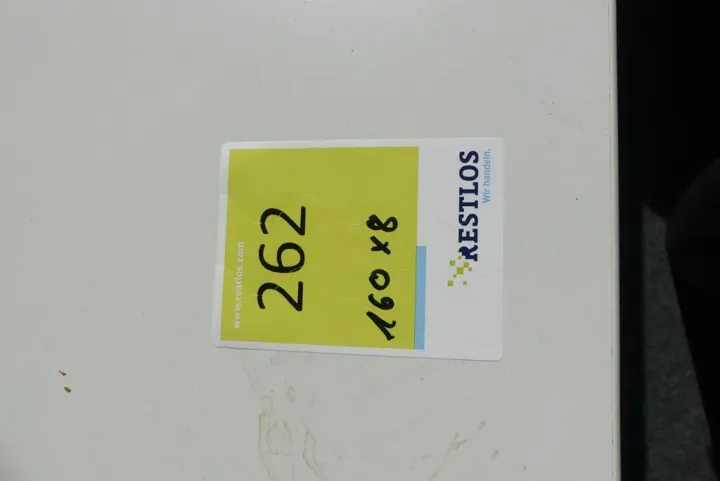 RESTLOS
Wir handeln.
160 x 8
262
www.restlos.com